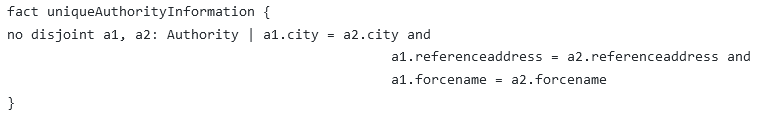 fact uniqueAuthorityInformation {
no disjoint a1, a2: Authority | a1.city = a2.city and
a1.referenceaddress = a2.referenceaddress and
a1.forcename = a2.forcename
}